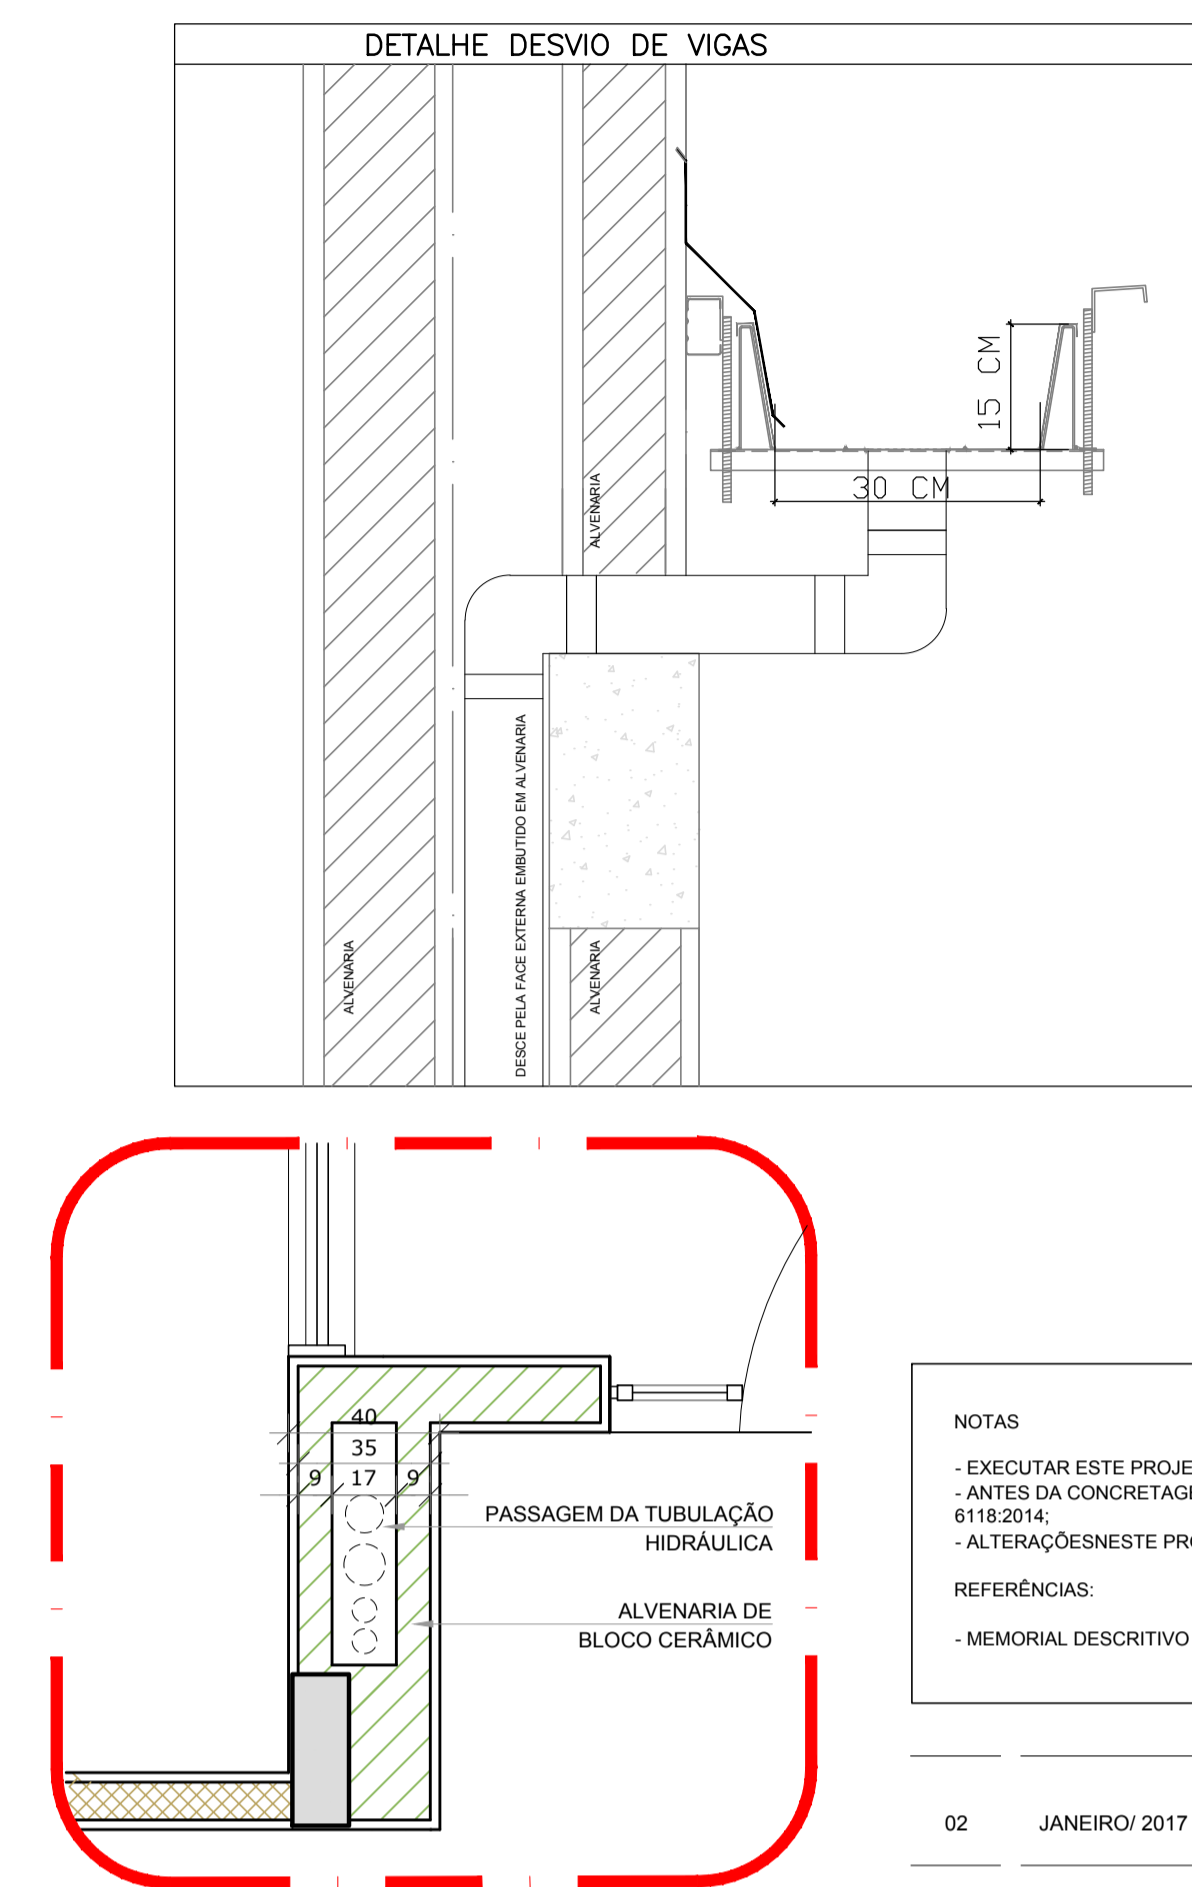 DETALHE DESVIO DE VIGAS
15 CM
30 CM
ALVENARIA
DESCE PELA FACE EXTERNA EMBUTIDO EM ALVENARIA
ALVENARIA
ALVENARIA
40
35
9 17 9
PASSAGEM DA TUBULAÇÃO
HIDRÁULICA
ALVENARIA DE
BLOCO CERÂMICO
NOTAS
- EXECUTAR ESTE PROJE
- ANTES DA CONCRETAGE
6118:2014;
- ALTERAÇÕESNESTE PRO
REFERÊNCIAS:
- MEMORIAL DESCRITIVO
02 JANEIRO/ 2017